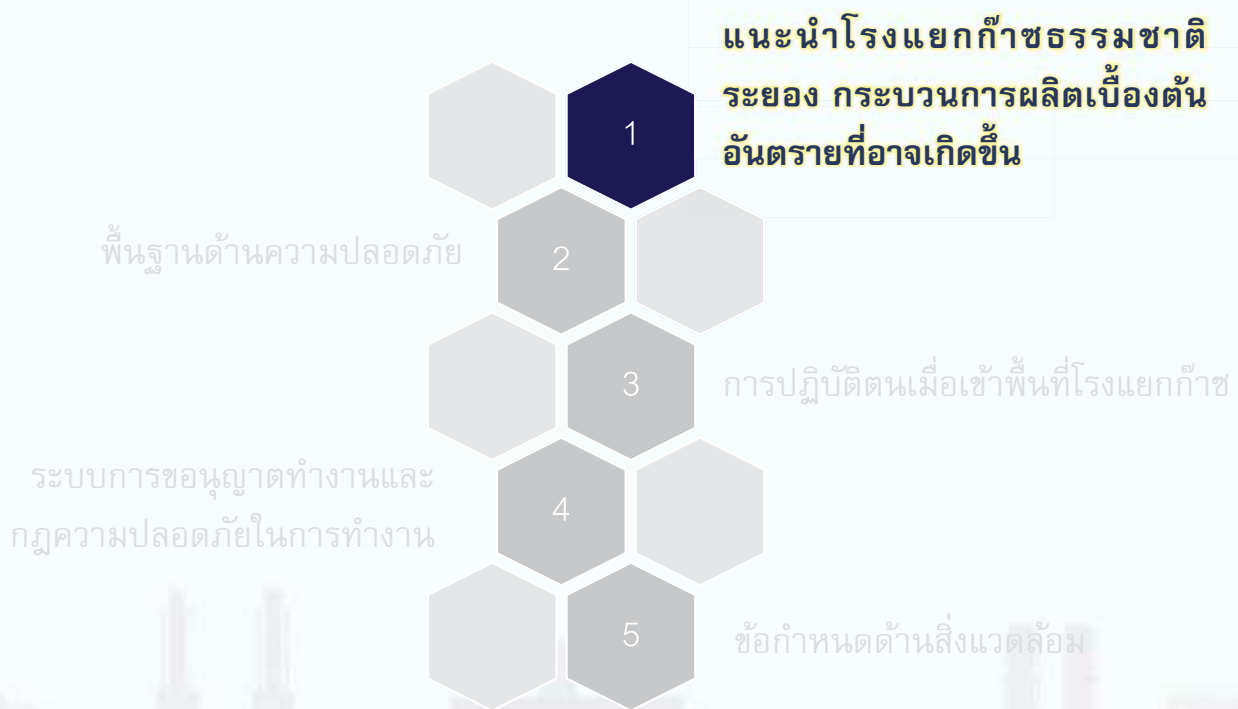 แนะนำโรงแยกก๊าซธรรมชาติ
ระยอง กระบวนการผลิตเบื้องต้น
อันตรายที่อาจเกิดขึ้น
1
พื้นฐานด้านความปลอดภัย
2
3
การปฏิบัติตนเมื่อเข้าพื้นที่โรงแยกก๊าซ
ระบบการขอนุญาตทำงานและ
กฎความปลอดภัยในการทำงาน
4
5
ข้อกำหนดด้านสิ่งแวดล้อม